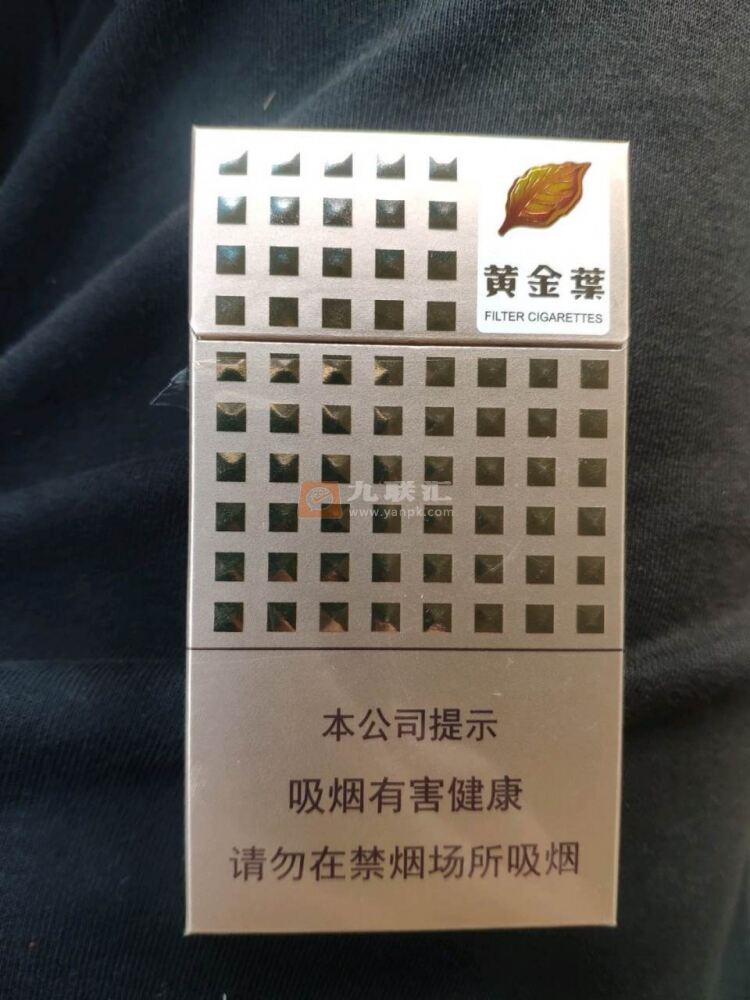 黄金葉
FILTER CIGARETTES
九联汇
www.yanpk.com
本公司提示
吸烟有害健康
请勿在禁烟场所吸烟